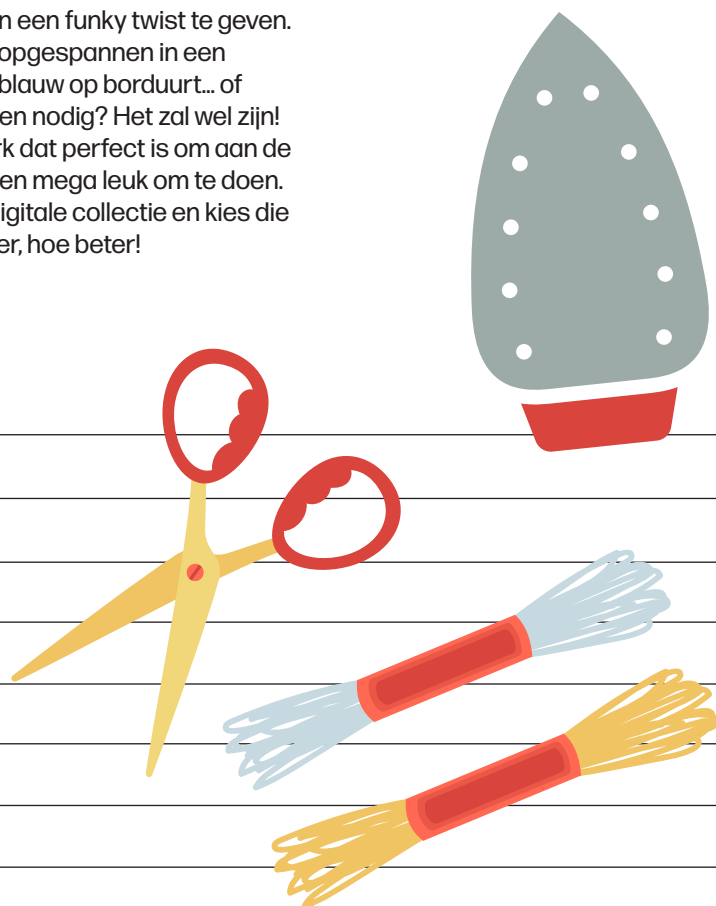 n een funky twist te geven.
opgespannen in een
blauw op borduurt... of
en nodig? Het zal wel zijn!
rk dat perfect is om aan de
en mega leuk om te doen.
igitale collectie en kies die
er, hoe beter!